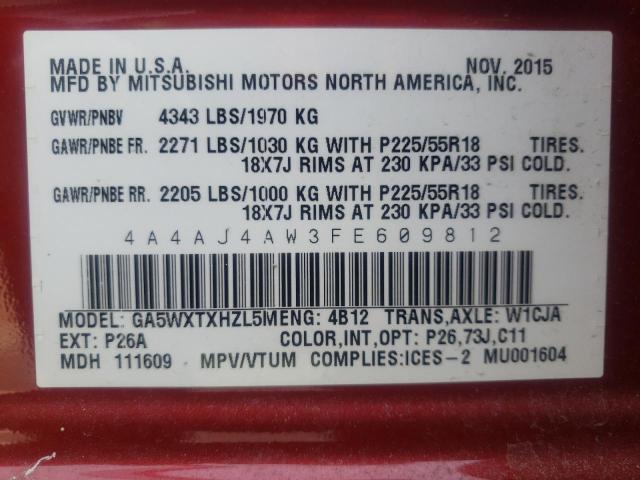 MADE IN U.S.A. NOV. 2015
MFD BY MITSUBISHI MOTORS NORTH AMERICA, INC.
GVWR/PNBV 4343 LBS/1970 KG
GAWR/PNBE FR. 2271 LBS/1030 KG WITH P225/55R18 TIRES.
18X7J RIMS AT 230 KPA/33 PSI COLD.
GAWR/PNBE RR. 2205 LBS/1000 KG WITH P225/55R18 TIRES.
18X7J RIMS AT 230 KPA/33 PSI COLD.
4A4AJ4AW3FE609812
MODEL: GA5WXTXHZL5MENG: 4B12 TRANS,AXLE: W1CJA
EXT: P26A COLOR,INT,OPT: P26,73J,C11
MDH 111609 MPV/VTUM COMPLIES:ICES-2 MU001604